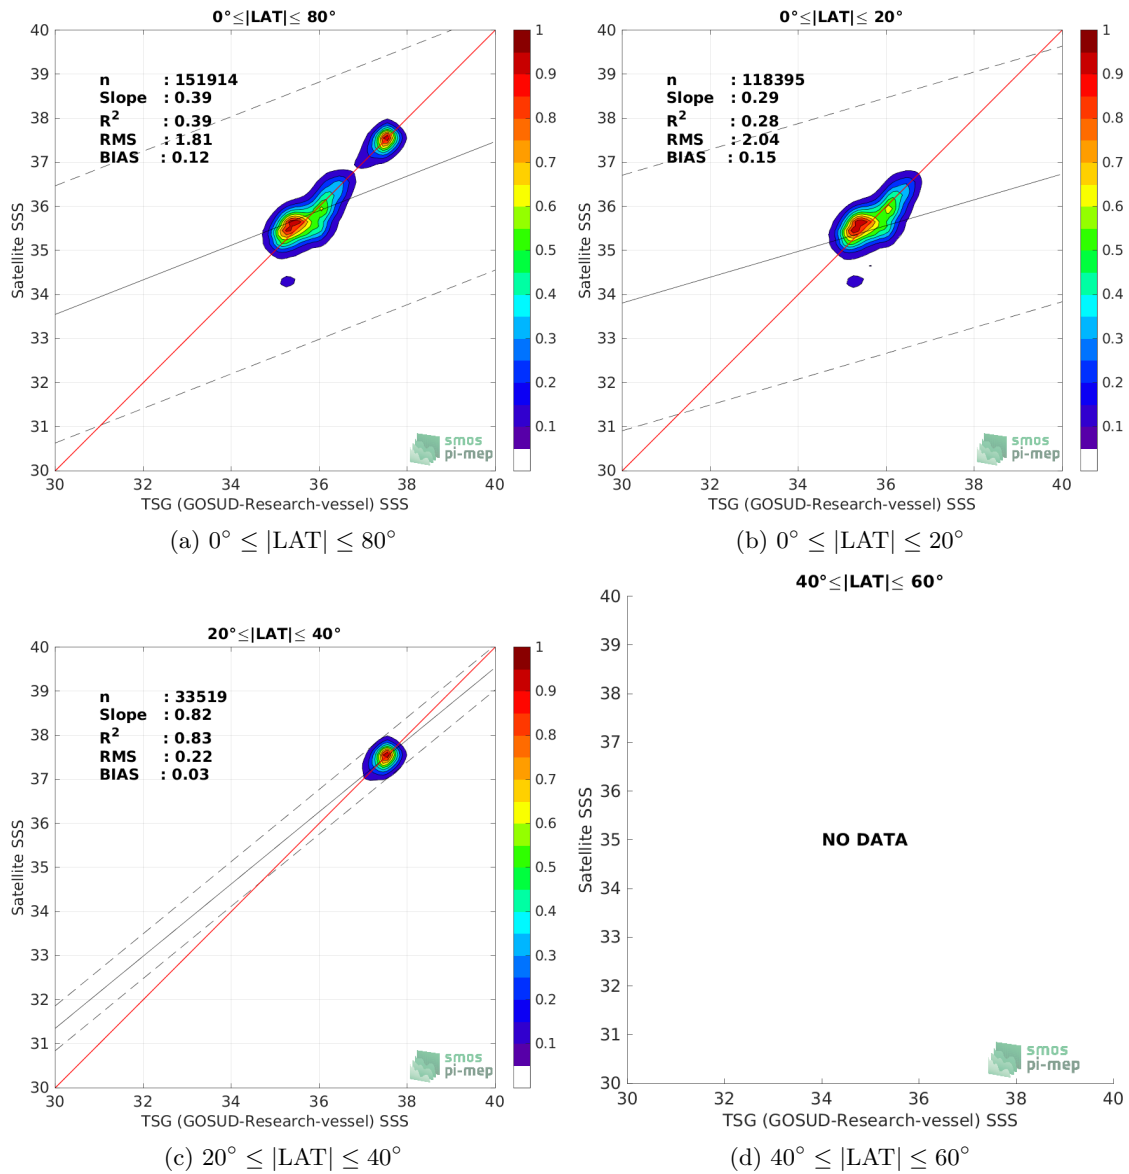 0°≤|LAT|≤ 80°
n : 151914
Slope : 0.39
R² : 0.39
RMS : 1.81
BIAS : 0.12
40
39
38
37
36
35
34
33
32
31
30
Satellite SSS
30 32 34 36 38 40
TSG (GOSUD-Research-vessel) SSS
1
0.9
0.8
0.7
0.6
0.5
0.4
0.3
0.2
0.1
smos
pi-mep
(a) 0° ≤ |LAT| ≤ 80°
0°≤|LAT|≤ 20°
n : 118395
Slope : 0.29
R² : 0.28
RMS : 2.04
BIAS : 0.15
40
39
38
37
36
35
34
33
32
31
30
Satellite SSS
30 32 34 36 38 40
TSG (GOSUD-Research-vessel) SSS
1
0.9
0.8
0.7
0.6
0.5
0.4
0.3
0.2
0.1
smos
pi-mep
(b) 0° ≤ |LAT| ≤ 20°
20°≤|LAT|≤ 40°
n : 33519
Slope : 0.82
R² : 0.83
RMS : 0.22
BIAS : 0.03
40
39
38
37
36
35
34
33
32
31
30
Satellite SSS
30 32 34 36 38 40
TSG (GOSUD-Research-vessel) SSS
1
0.9
0.8
0.7
0.6
0.5
0.4
0.3
0.2
0.1
smos
pi-mep
(c) 20° ≤ |LAT| ≤ 40°
40°≤|LAT|≤ 60°
40
39
38
37
36
35
34
33
32
31
30
Satellite SSS
NO DATA
30 32 34 36 38 40
TSG (GOSUD-Research-vessel) SSS
smos
pi-mep
(d) 40° ≤ |LAT| ≤ 60°